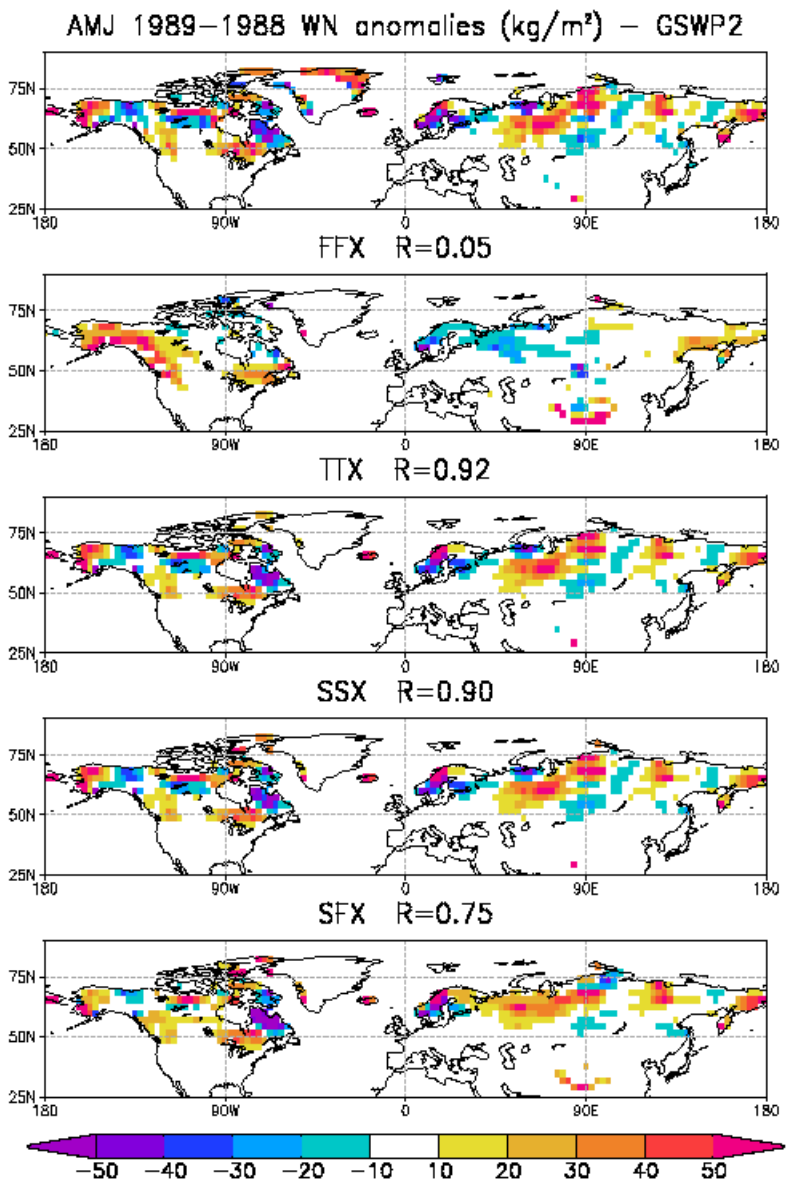 AMJ 1989−1988 WN anomalies (kg/m²) − GSWP2
75N
50N
25N
180 90W 0 90E 180
FFX R=0.05
75N
50N
25N
180 90W 0 90E 180
TTX R=0.92
75N
50N
25N
180 90W 0 90E 180
SSX R=0.90
75N
50N
25N
180 90W 0 90E 180
SFX R=0.75
75N
50N
25N
180 90W 0 90E 180
−50 −40 −30 −20 −10 10 20 30 40 50